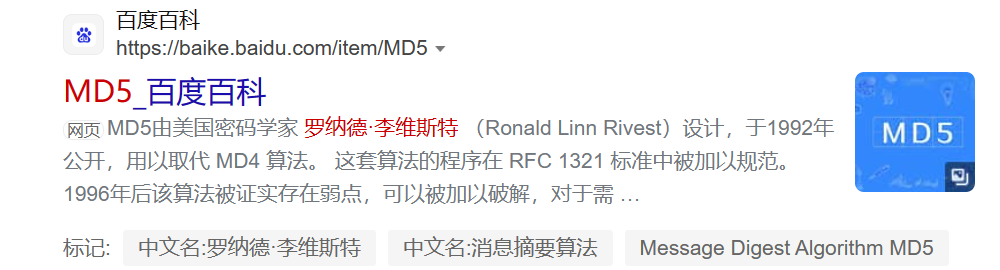 百度百科
https://baike.baidu.com/item/MD5
MD5_百度百科
网页 MD5由美国密码学家 罗纳德·李维斯特 （Ronald Linn Rivest）设计，于1992年
公开，用以取代 MD4 算法。 这套算法的程序在 RFC 1321 标准中被加以规范。
1996年后该算法被证实存在弱点，可以被加以破解，对于需 …
MD5
标记: 中文名:罗纳德·李维斯特 中文名:消息摘要算法 Message Digest Algorithm MD5